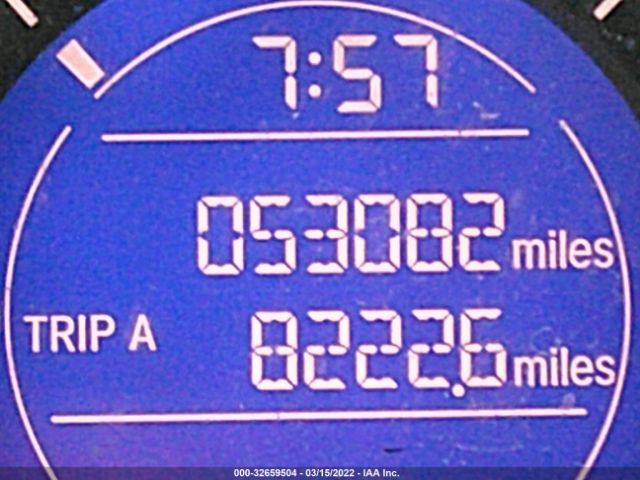 7:57
053082 miles
TRIP A 8222.6 miles
000-32659504 - 03/15/2022 - IAA Inc.